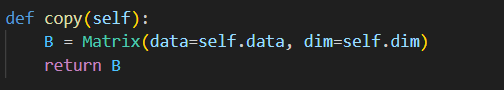 def copy(self):
    B = Matrix(data=self.data, dim=self.dim)
    return B